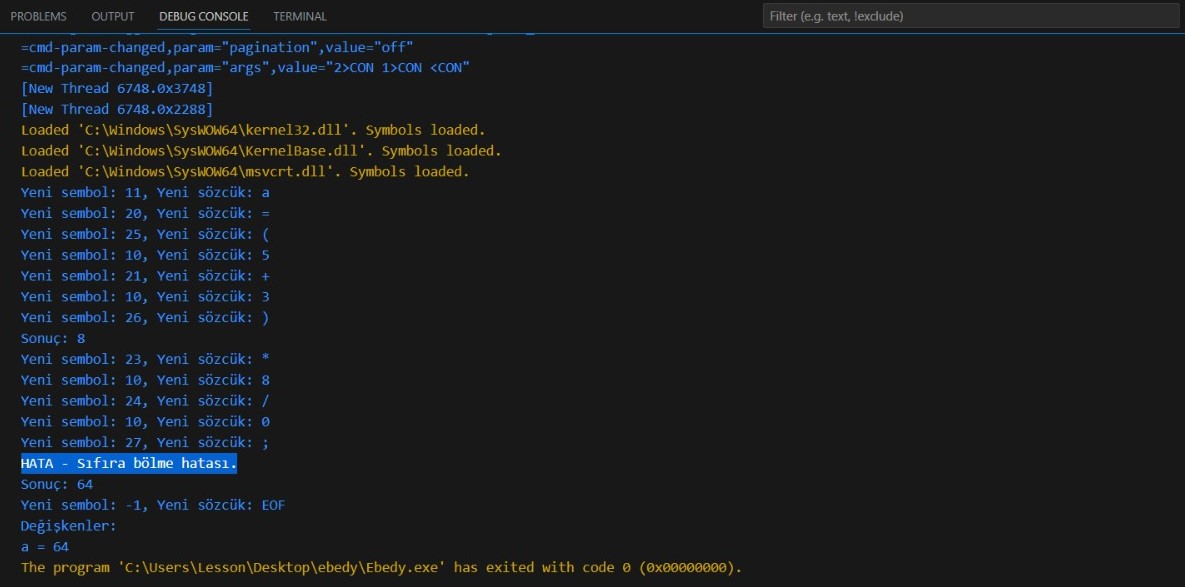 PROBLEMS OUTPUT DEBUG CONSOLE TERMINAL Filter (e.g. text, !exclude)
=cmd-param-changed,param="pagination",value="off"
=cmd-param-changed,param="args",value="2>CON 1>CON <CON"
[New Thread 6748.0x3748]
[New Thread 6748.0x2288]
Loaded 'C:\Windows\SysWOW64\kernel32.dll'. Symbols loaded.
Loaded 'C:\Windows\SysWOW64\KernelBase.dll'. Symbols loaded.
Loaded 'C:\Windows\SysWOW64\msvcrt.dll'. Symbols loaded.
Yeni sembol: 11, Yeni sözcük: a
Yeni sembol: 20, Yeni sözcük: =
Yeni sembol: 25, Yeni sözcük: (
Yeni sembol: 10, Yeni sözcük: 5
Yeni sembol: 21, Yeni sözcük: +
Yeni sembol: 10, Yeni sözcük: 3
Yeni sembol: 26, Yeni sözcük: )
Sonuç: 8
Yeni sembol: 23, Yeni sözcük: *
Yeni sembol: 10, Yeni sözcük: 8
Yeni sembol: 24, Yeni sözcük: /
Yeni sembol: 10, Yeni sözcük: 0
Yeni sembol: 27, Yeni sözcük: ;
HATA - Sıfıra bölme hatası.
Sonuç: 64
Yeni sembol: -1, Yeni sözcük: EOF
Değişkenler:
a = 64
The program 'C:\Users\Lesson\Desktop\ebedy\Ebedy.exe' has exited with code 0 (0x00000000).